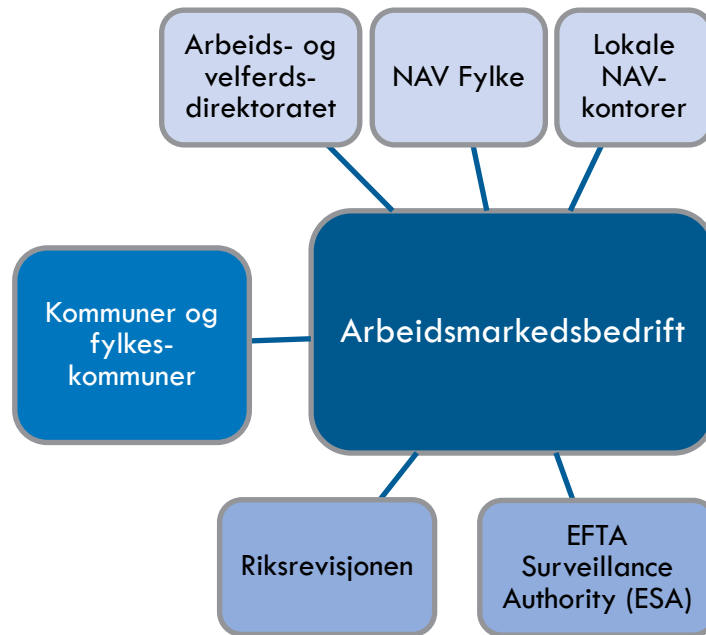 Arbeids- og
velferds-
direktoratet
NAV Fylke
Lokale
NAV-
kontorer
Kommuner og
fylkes-
kommuner
Arbeidsmarkedsbedrift
Riksrevisjonen
EFTA
Surveillance
Authority (ESA)